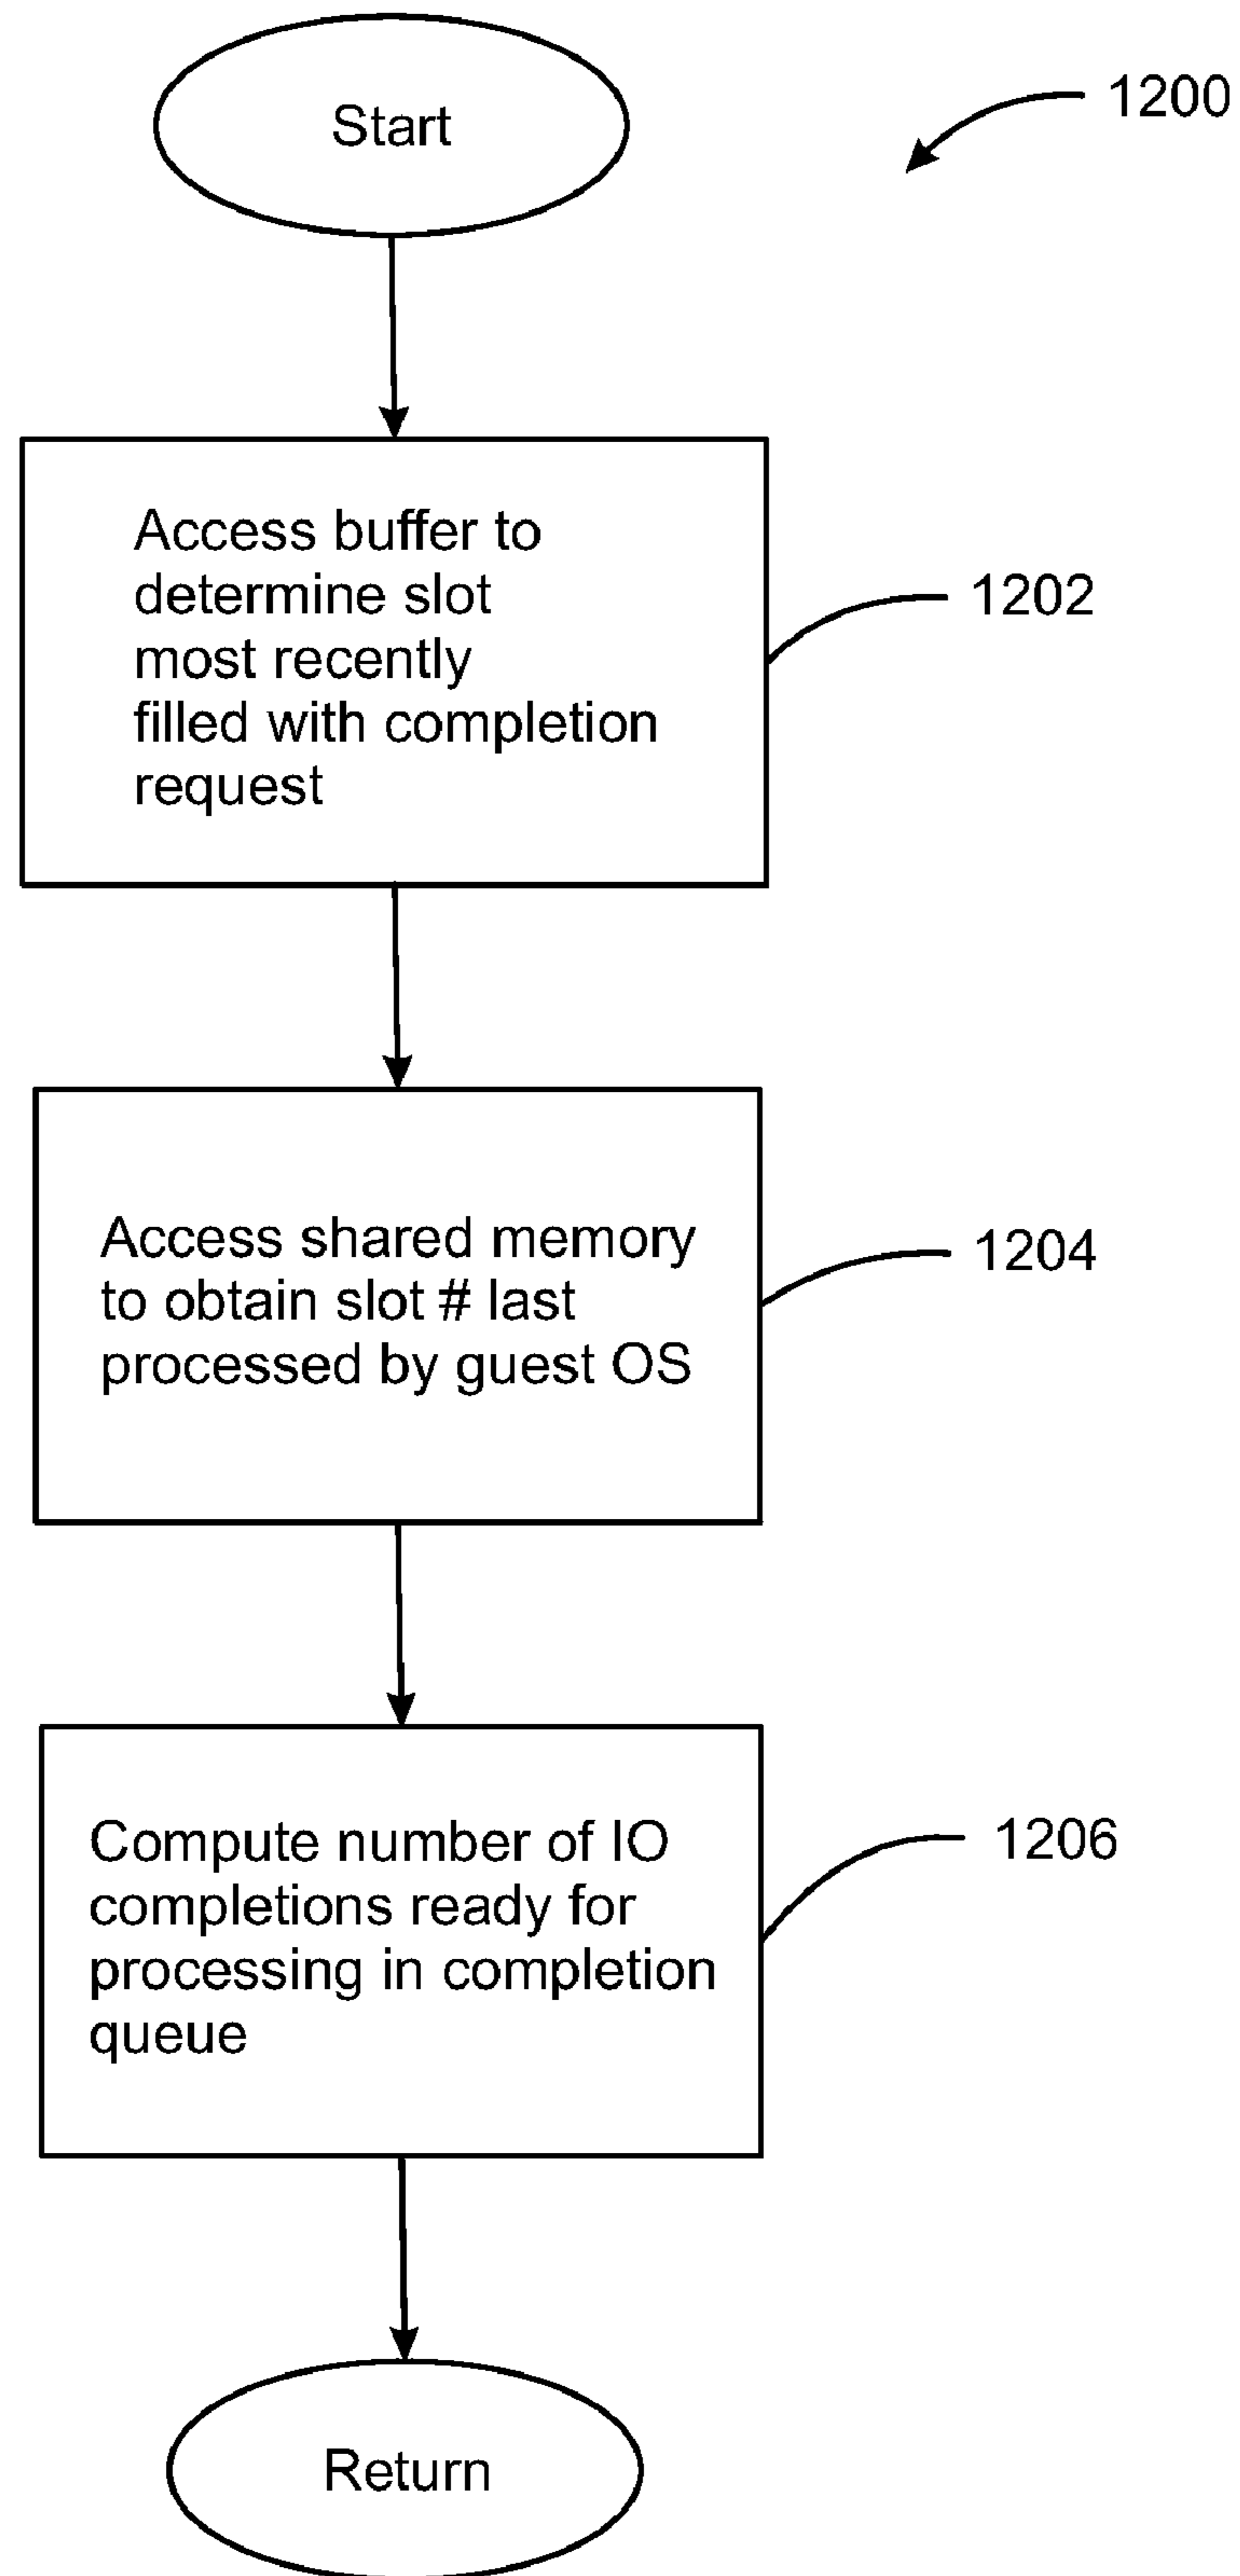 Start
1200
Access buffer to
determine slot
most recently
filled with completion
request
1202
Access shared memory
to obtain slot # last
processed by guest OS
1204
Compute number of IO
completions ready for
processing in completion
queue
1206
Return